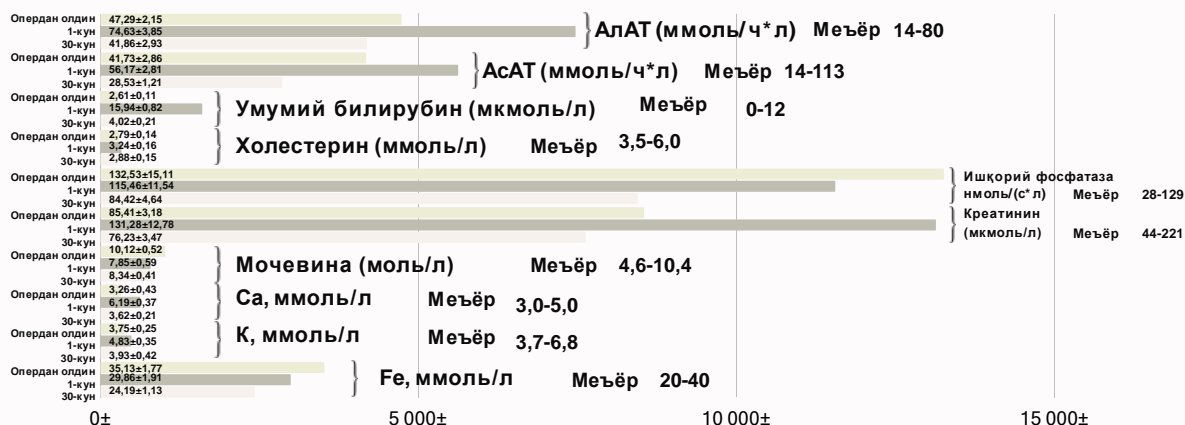 Опердан олдин 47,29±2,15
1-кун 74,63±3,85
30-кун 41,86±2,93
АлАТ (ммоль/ч*л) Меъёр 14-80
Опердан олдин 41,73±2,86
1-кун 56,17±2,81
30-кун 28,53±1,21
АсАТ (ммоль/ч*л) Меъёр 14-113
Опердан олдин 2,61±0,11
1-кун 15,94±0,82
30-кун 4,02±0,21
Умумий билирубин (мкмоль/л) Меъёр 0-12
Опердан олдин 2,79±0,14
1-кун 3,24±0,16
30-кун 2,88±0,15
Холестерин (ммоль/л) Меъёр 3,5-6,0
Опердан олдин 132,53±15,11
1-кун 115,46±11,54
30-кун 84,42±4,64
Ишқорий фосфатаза
нмоль/(с*л) Меъёр 28-129
Опердан олдин 85,41±3,18
1-кун 131,28±12,78
30-кун 76,23±3,47
Креатинин
(мкмоль/л) Меъёр 44-221
Опердан олдин 10,12±0,52
1-кун 7,85±0,59
30-кун 8,34±0,41
Мочевина (моль/л) Меъёр 4,6-10,4
Опердан олдин 3,26±0,43
1-кун 6,19±0,37
30-кун 3,62±0,21
Са, ммоль/л Меъёр 3,0-5,0
Опердан олдин 3,75±0,25
1-кун 4,83±0,35
30-кун 3,93±0,42
К, ммоль/л Меъёр 3,7-6,8
Опердан олдин 35,13±1,77
1-кун 29,86±1,91
30-кун 24,19±1,13
Fe, ммоль/л Меъёр 20-40
0± 5 000± 10 000± 15 000±